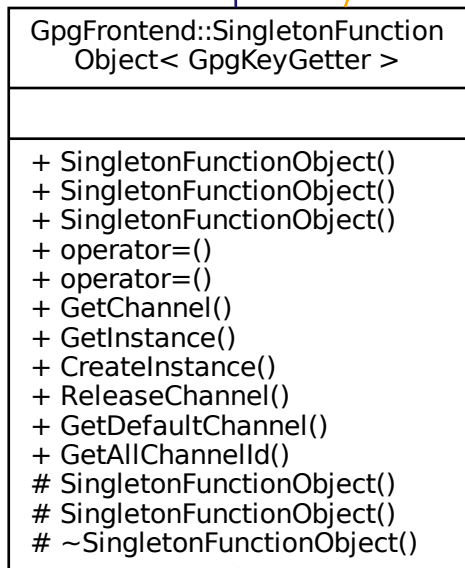 GpgFrontend::SingletonFunction
Object< GpgKeyGetter >
+ SingletonFunctionObject()
+ SingletonFunctionObject()
+ SingletonFunctionObject()
+ operator=()
+ operator=()
+ GetChannel()
+ GetInstance()
+ CreateInstance()
+ ReleaseChannel()
+ GetDefaultChannel()
+ GetAllChannelId()
# SingletonFunctionObject()
# SingletonFunctionObject()
# ~SingletonFunctionObject()